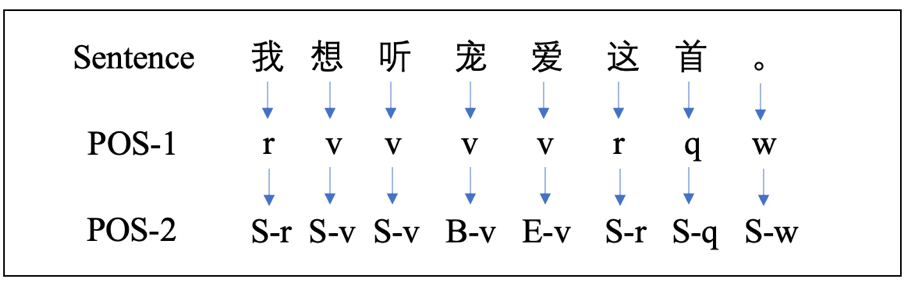 Sentence 我 想 听 宠 爱 这 首 。
POS-1 r v v v v r q w
POS-2 S-r S-v S-v B-v E-v S-r S-q S-w